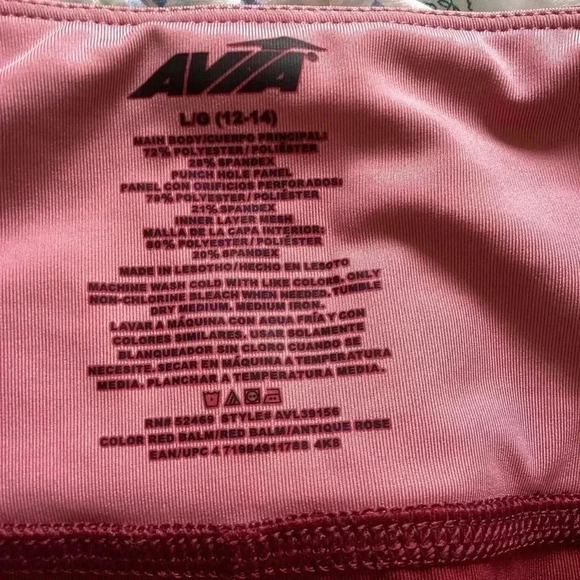 AVIA®
L/G (12-14)
MAIN BODY/CUERPO PRINCIPAL:
72% POLYESTER/POLIÉSTER
28% SPANDEX
PUNCH HOLE PANEL
PANEL CON ORIFICIOS PERFORADOS:
79% POLYESTER/POLIÉSTER
21% SPANDEX
INNER LAYER MESH
MALLA DE LA CAPA INTERIOR:
80% POLYESTER/POLIÉSTER
20% SPANDEX
MADE IN LESOTHO/HECHO EN LESOTO
MACHINE WASH COLD WITH LIKE COLORS. ONLY
NON-CHLORINE BLEACH WHEN NEEDED. TUMBLE
DRY MEDIUM. MEDIUM IRON.
LAVAR A MÁQUINA CON AGUA FRÍA Y CON
COLORES SIMILARES. USAR SOLAMENTE
BLANQUEADOR SIN CLORO CUANDO SE
NECESITE. SECAR EN MÁQUINA A TEMPERATURA
MEDIA. PLANCHAR A TEMPERATURA MEDIA.
RN# 52469 STYLE# AVL39156
COLOR RED BALM/RED BALM/ANTIQUE ROSE
EAN/UPC 4 71984911788 4KS